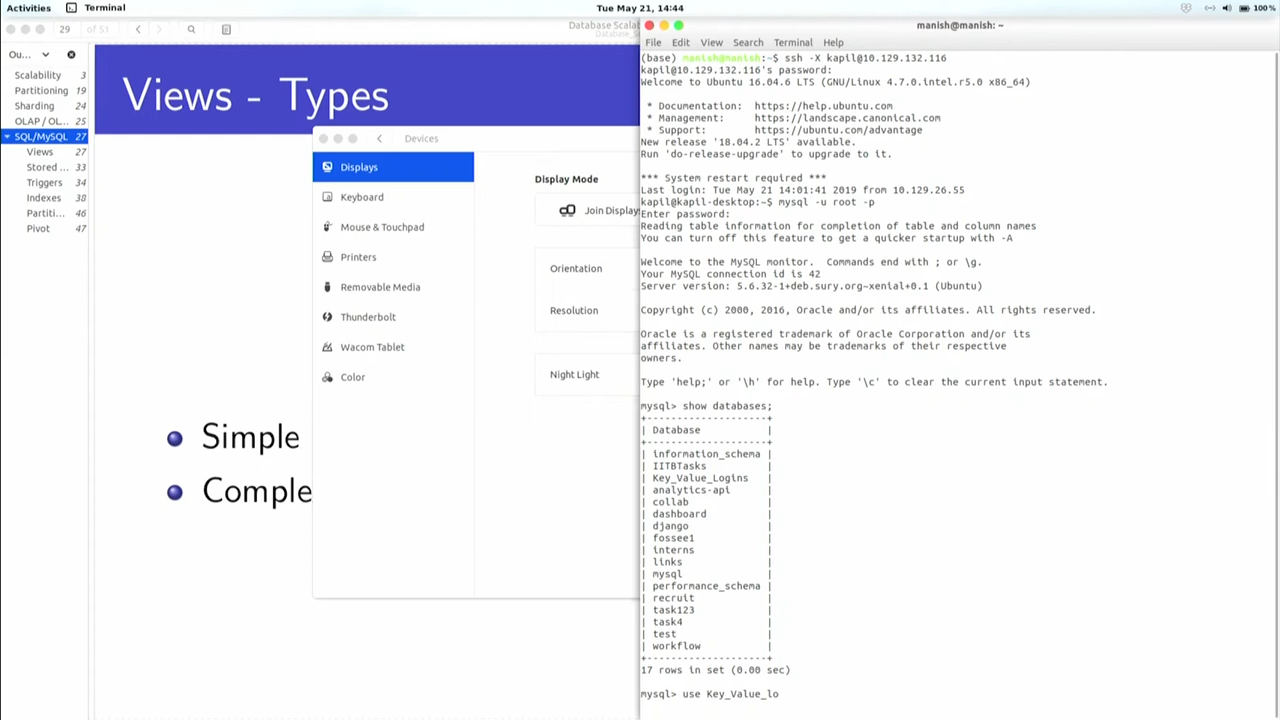 Activities
Terminal
Tue May 21, 14:44
100%
29 of 51
Database Scalab
Database_S
Ou...
Scalability 3
Partitioning 19
Sharding 24
OLAP / OL... 25
SQL/MySQL 27
Views 27
Stored ... 33
Triggers 34
Indexes 38
Partiti... 46
Pivot 47
Views - Types
Simple
Comple
Devices
Displays
Keyboard
Mouse & Touchpad
Printers
Removable Media
Thunderbolt
Wacom Tablet
Color
Display Mode
Join Display
Orientation
Resolution
Night Light
manish@manish: ~
File Edit View Search Terminal Help
(base) manish@manish:~$ ssh -X kapil@10.129.132.116
kapil@10.129.132.116's password:
Welcome to Ubuntu 16.04.6 LTS (GNU/Linux 4.7.0.intel.r5.0 x86_64)
* Documentation: https://help.ubuntu.com
* Management: https://landscape.canonical.com
* Support: https://ubuntu.com/advantage
New release '18.04.2 LTS' available.
Run 'do-release-upgrade' to upgrade to it.
*** System restart required ***
Last login: Tue May 21 14:01:41 2019 from 10.129.26.55
kapil@kapil-desktop:~$ mysql -u root -p
Enter password:
Reading table information for completion of table and column names
You can turn off this feature to get a quicker startup with -A
Welcome to the MySQL monitor. Commands end with ; or \g.
Your MySQL connection id is 42
Server version: 5.6.32-1+deb.sury.org~xenial+0.1 (Ubuntu)
Copyright (c) 2000, 2016, Oracle and/or its affiliates. All rights reserved.
Oracle is a registered trademark of Oracle Corporation and/or its
affiliates. Other names may be trademarks of their respective
owners.
Type 'help;' or '\h' for help. Type '\c' to clear the current input statement.
mysql> show databases;
+--------------------+
| Database |
+--------------------+
| information_schema |
| IITBTasks |
| Key_Value_Logins |
| analytics-api |
| collab |
| dashboard |
| django |
| fossee1 |
| interns |
| links |
| mysql |
| performance_schema |
| recruit |
| task123 |
| task4 |
| test |
| workflow |
+--------------------+
17 rows in set (0.00 sec)
mysql> use Key_Value_lo